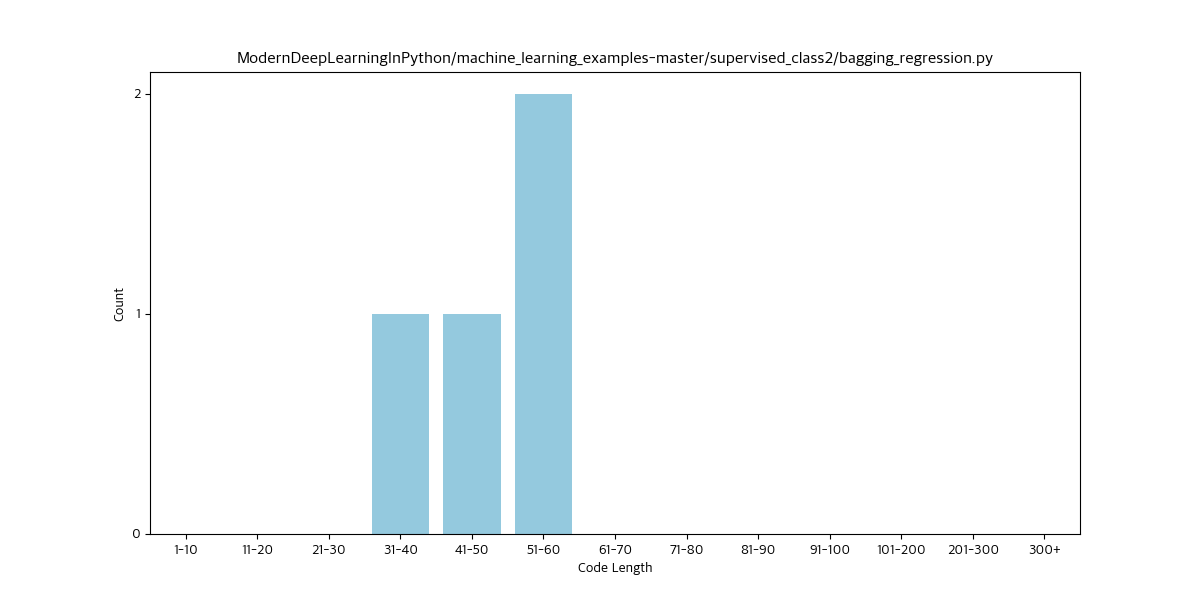 ModernDeepLearningInPython/machine_learning_examples-master/supervised_class2/bagging_regression.py
2
1
0
Count
1-10 11-20 21-30 31-40 41-50 51-60 61-70 71-80 81-90 91-100 101-200 201-300 300+
Code Length